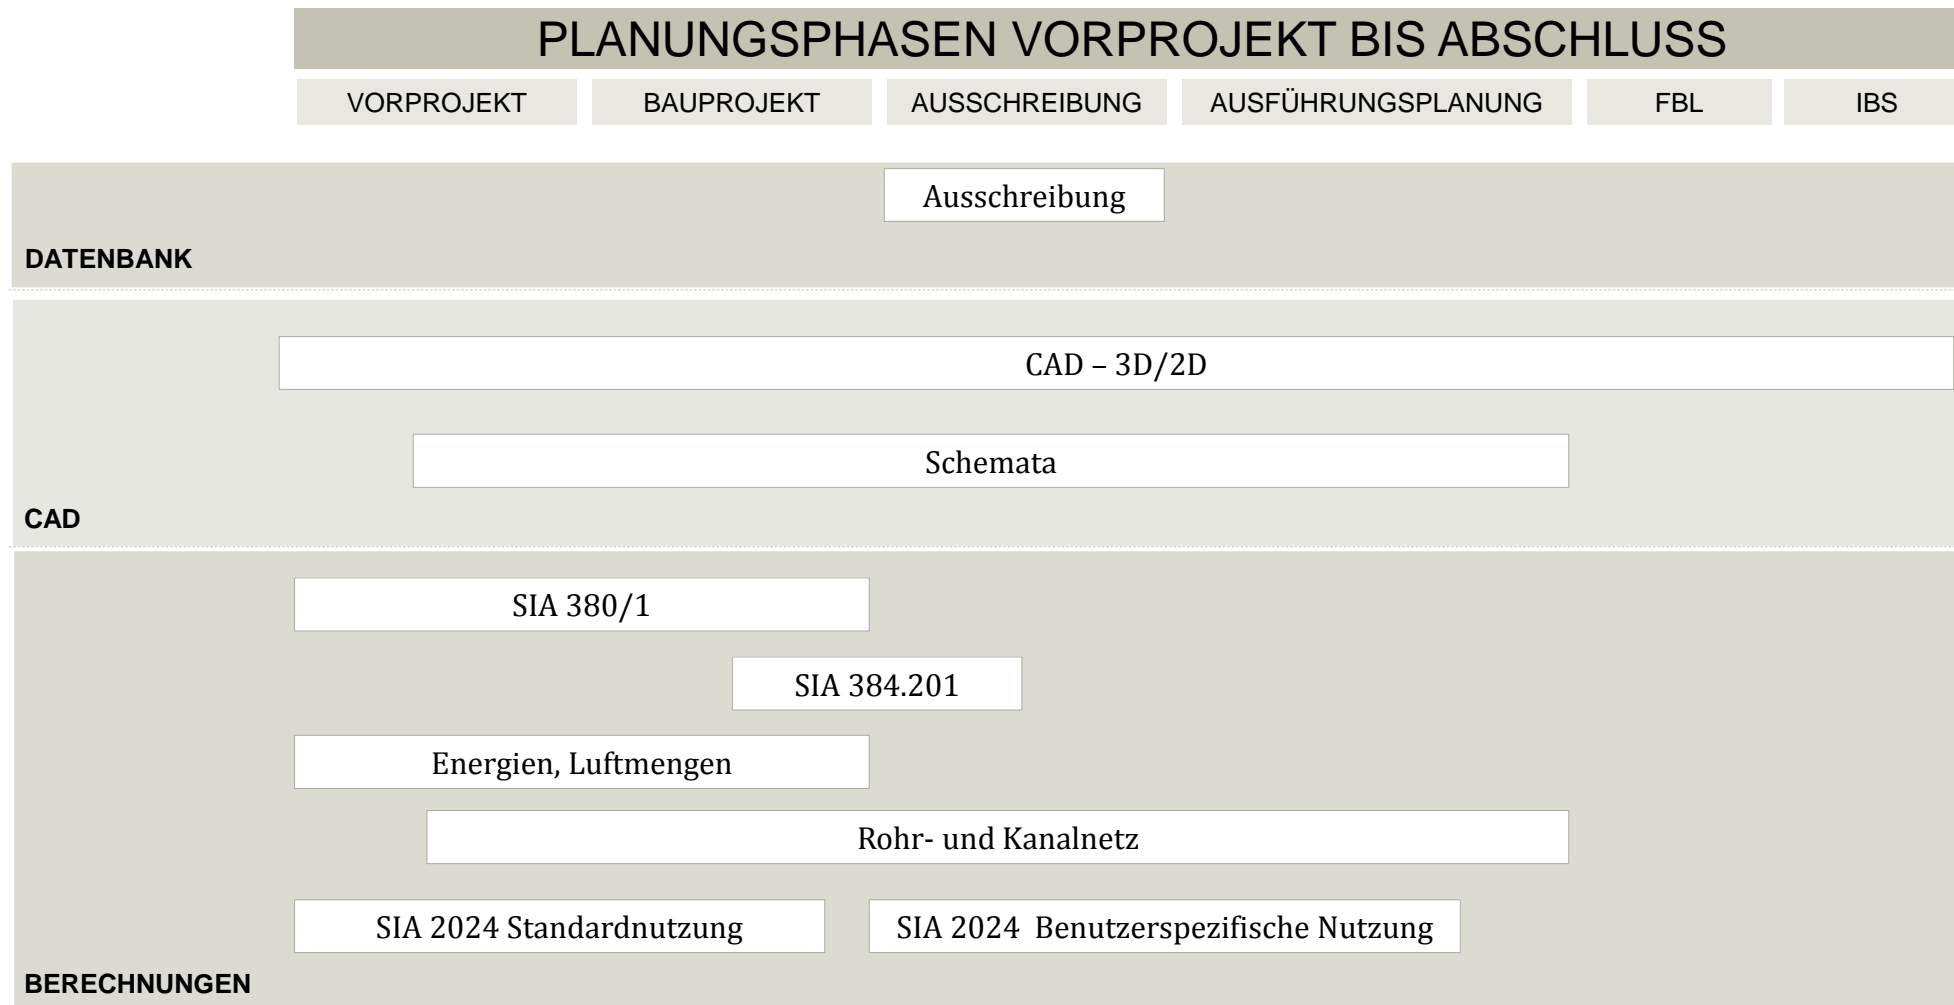 PLANUNGSPHASEN VORPROJEKT BIS ABSCHLUSS
VORPROJEKT BAUPROJEKT AUSSCHREIBUNG AUSFÜHRUNGSPLANUNG FBL IBS
Ausschreibung
DATENBANK
CAD – 3D/2D
Schemata
CAD
SIA 380/1
SIA 384.201
Energien, Luftmengen
Rohr- und Kanalnetz
SIA 2024 Standardnutzung SIA 2024 Benutzerspezifische Nutzung
BERECHNUNGEN